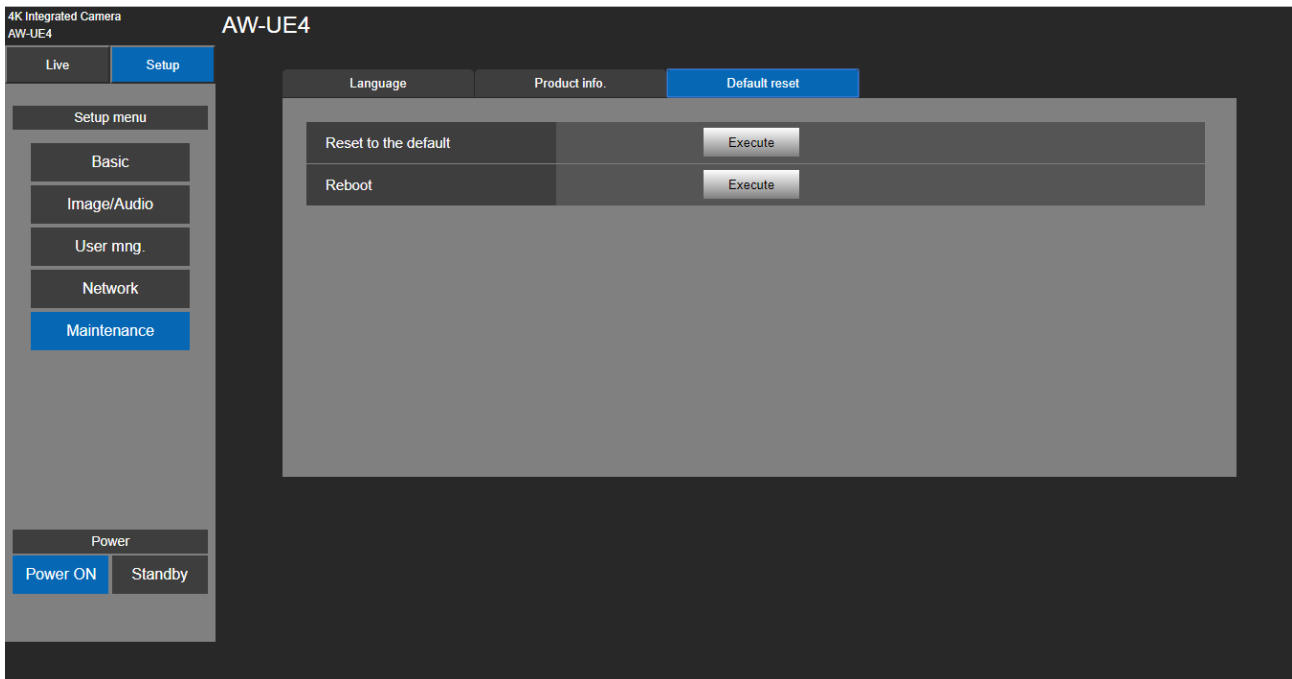 4K Integrated Camera
AW-UE4
AW-UE4
Live
Setup
Setup menu
Basic
Image/Audio
User mng.
Network
Maintenance
Power
Power ON
Standby
Language
Product info.
Default reset
Reset to the default
Execute
Reboot
Execute